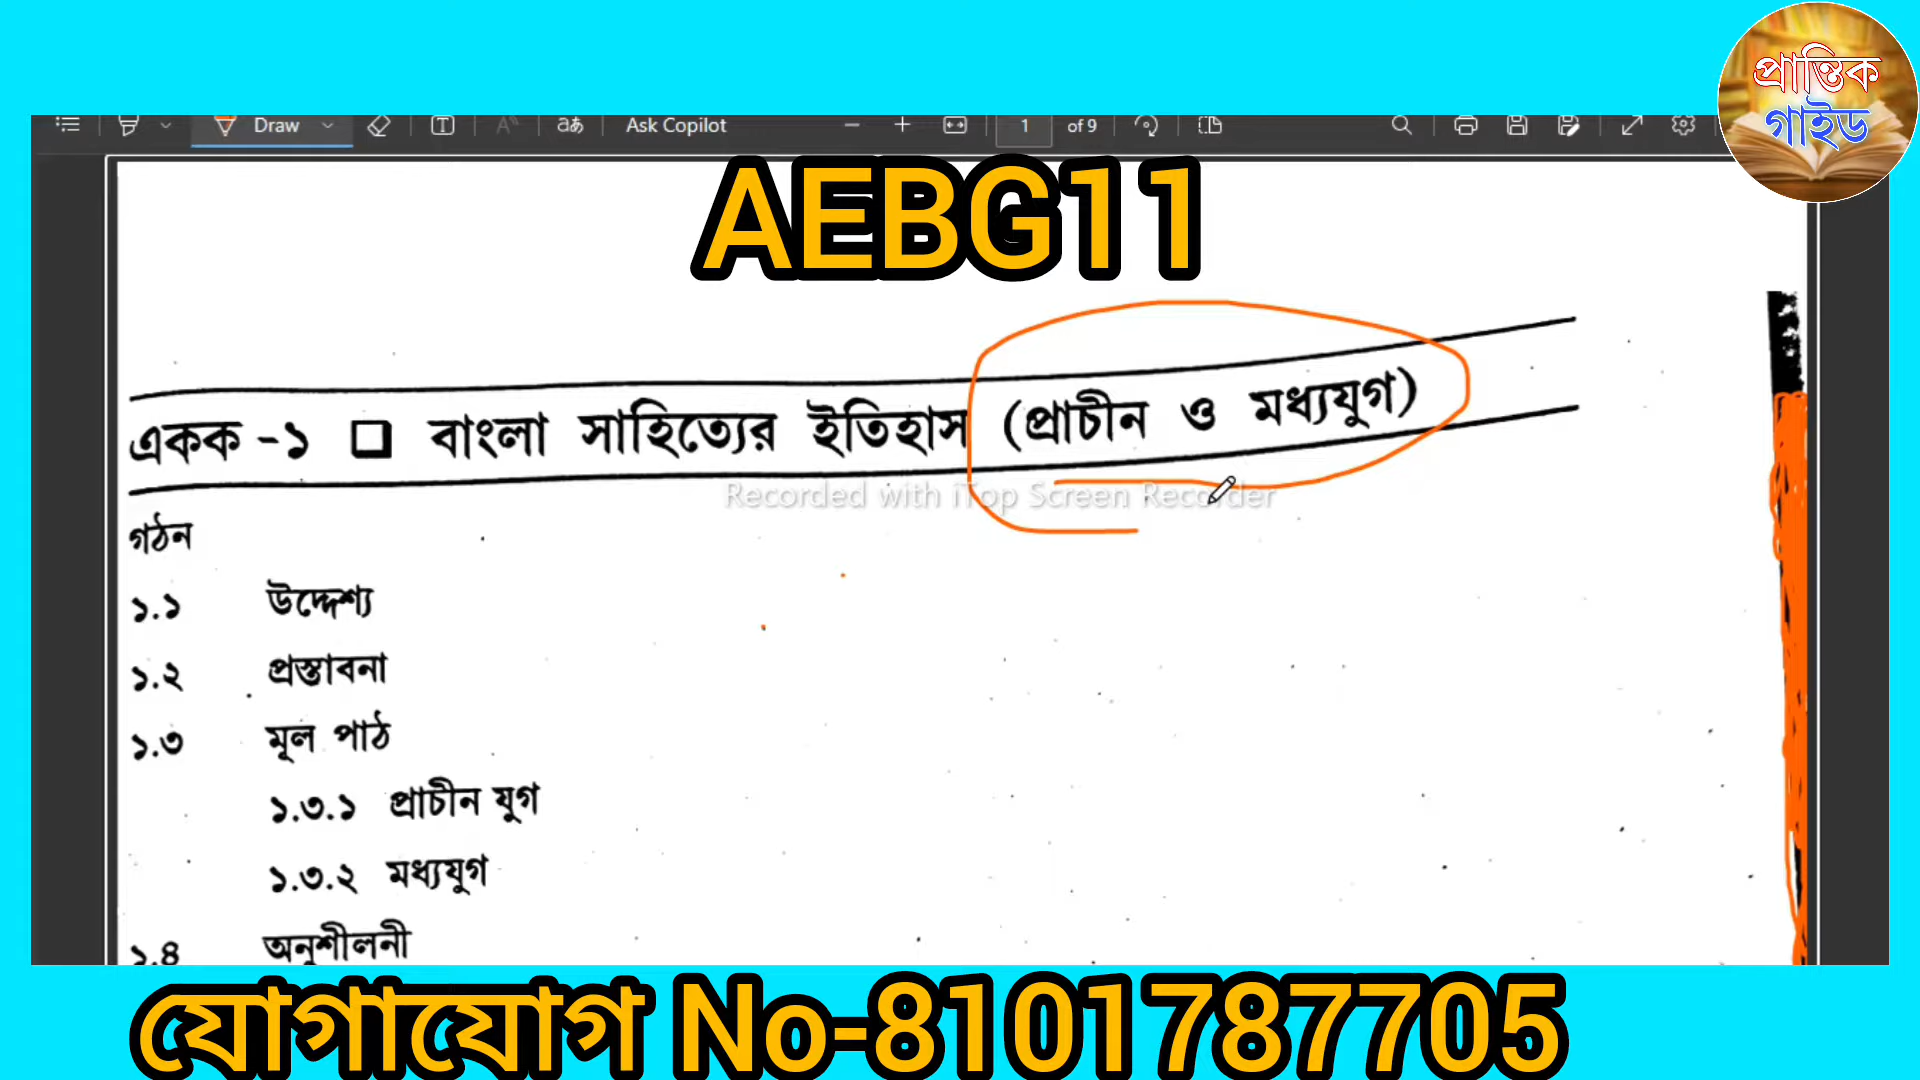 প্রান্তিক
গাইড
Draw Ask Copilot 1 of 9
AEBG11
একক -১ বাংলা সাহিত্যের ইতিহাস (প্রাচীন ও মধ্যযুগ)
Recorded with iTop Screen Recorder
গঠন
১.১ উদ্দেশ্য
১.২ প্রস্তাবনা
১.৩ মূল পাঠ
১.৩.১ প্রাচীন যুগ
১.৩.২ মধ্যযুগ
১.৪ অনুশীলনী
যোগাযোগ No-8101787705